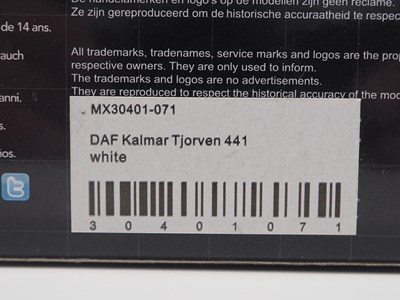 De handelsmerken en logo's op de modellen zijn geen reclame.
Ze zijn gereproduceerd om de historische accuraatheid te respec
de 14 ans.
All trademarks, tradenames, service marks and logos are the prop
rauch
respective owners. They are only used to inform.
The trademarks and logos are no advertisements.
anni.
They are reproduced to respect the historical accuracy of the mod
s.
ios.
MX30401-071
DAF Kalmar Tjorven 441
white
3 0 4 0 1 0 7 1